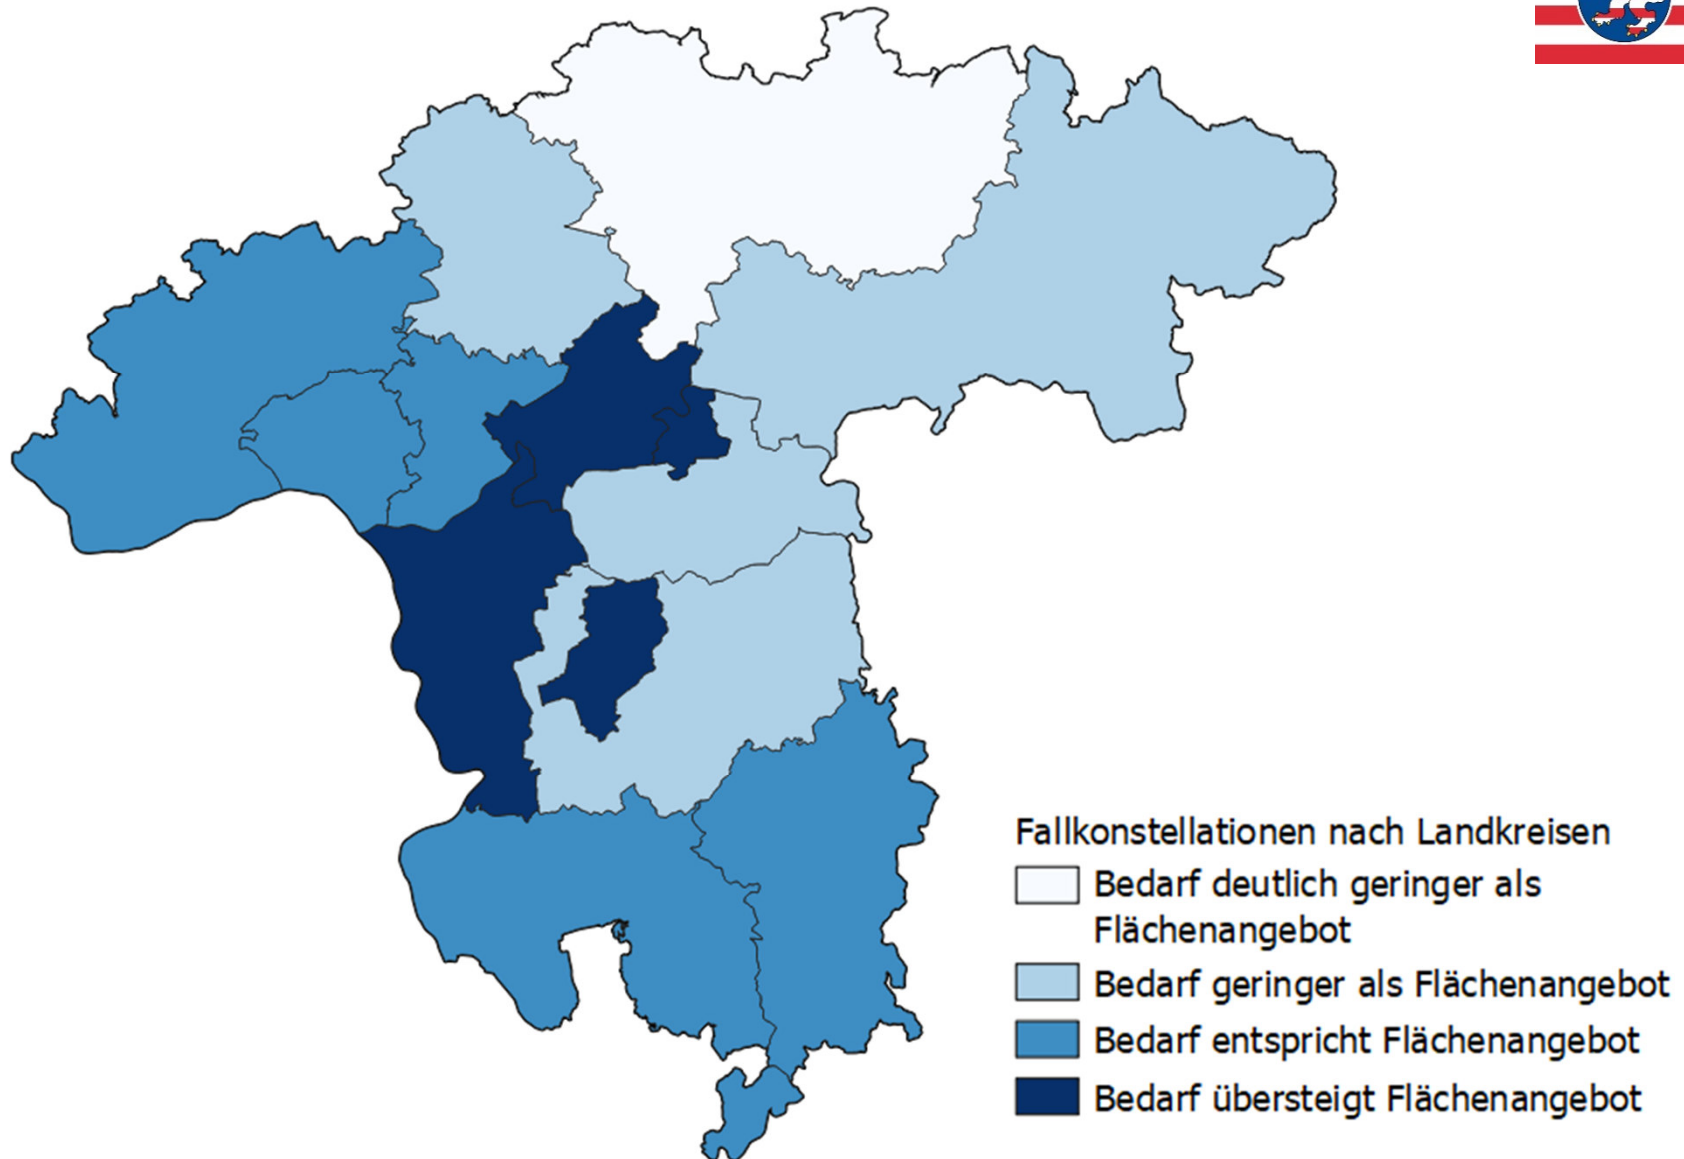 Fallkonstellationen nach Landkreisen
Bedarf deutlich geringer als
Flächenangebot
Bedarf geringer als Flächenangebot
Bedarf entspricht Flächenangebot
Bedarf übersteigt Flächenangebot